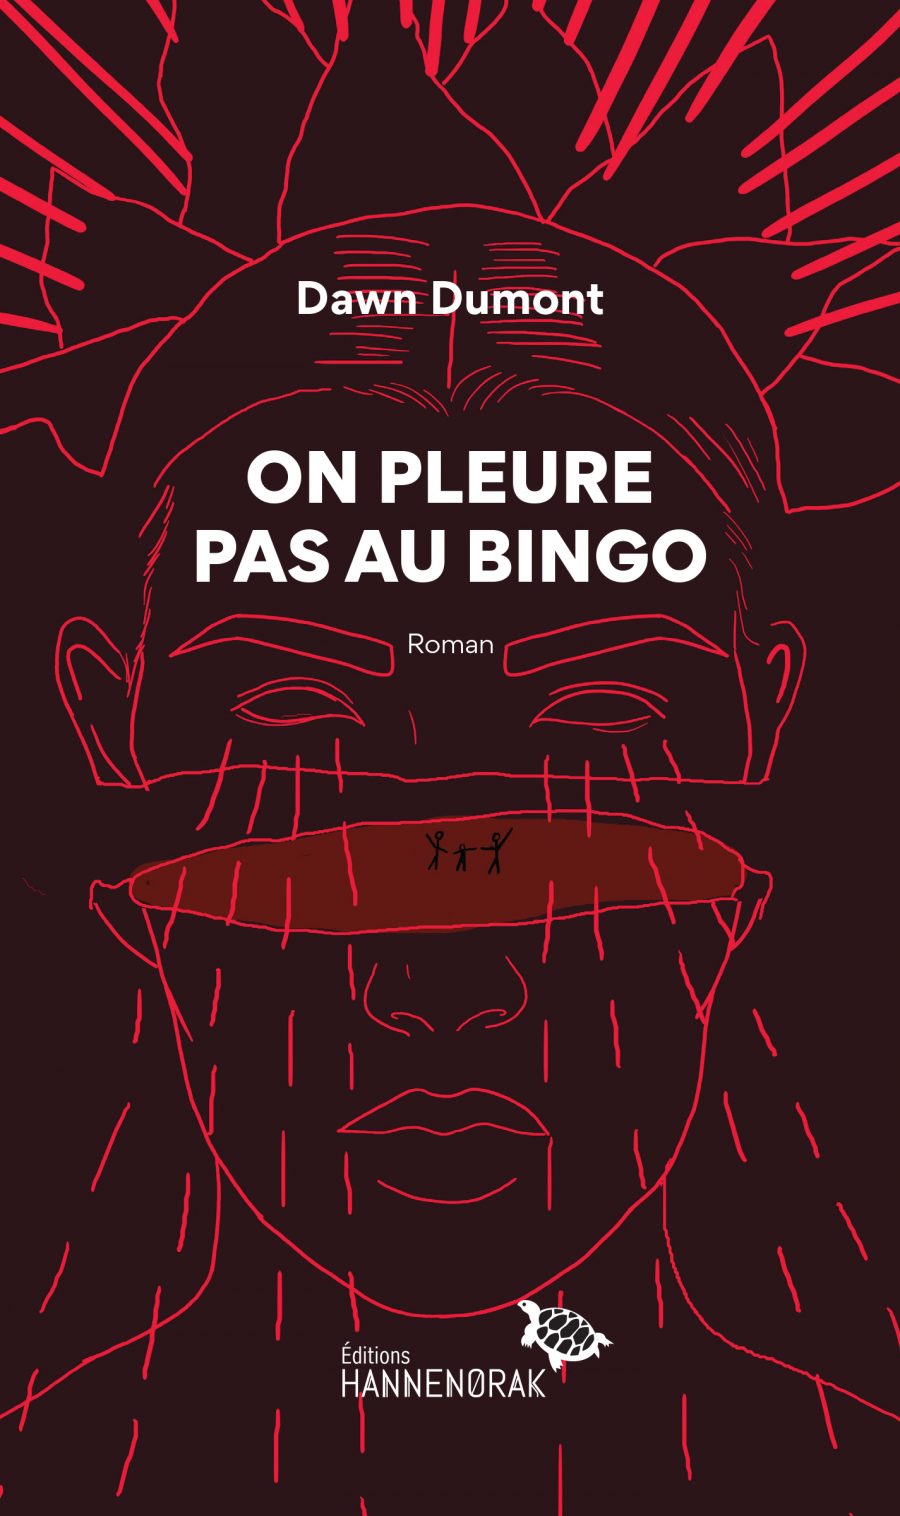 Dawn Dumont
ON PLEURE
PAS AU BINGO
Roman
Éditions
HANNENORAK